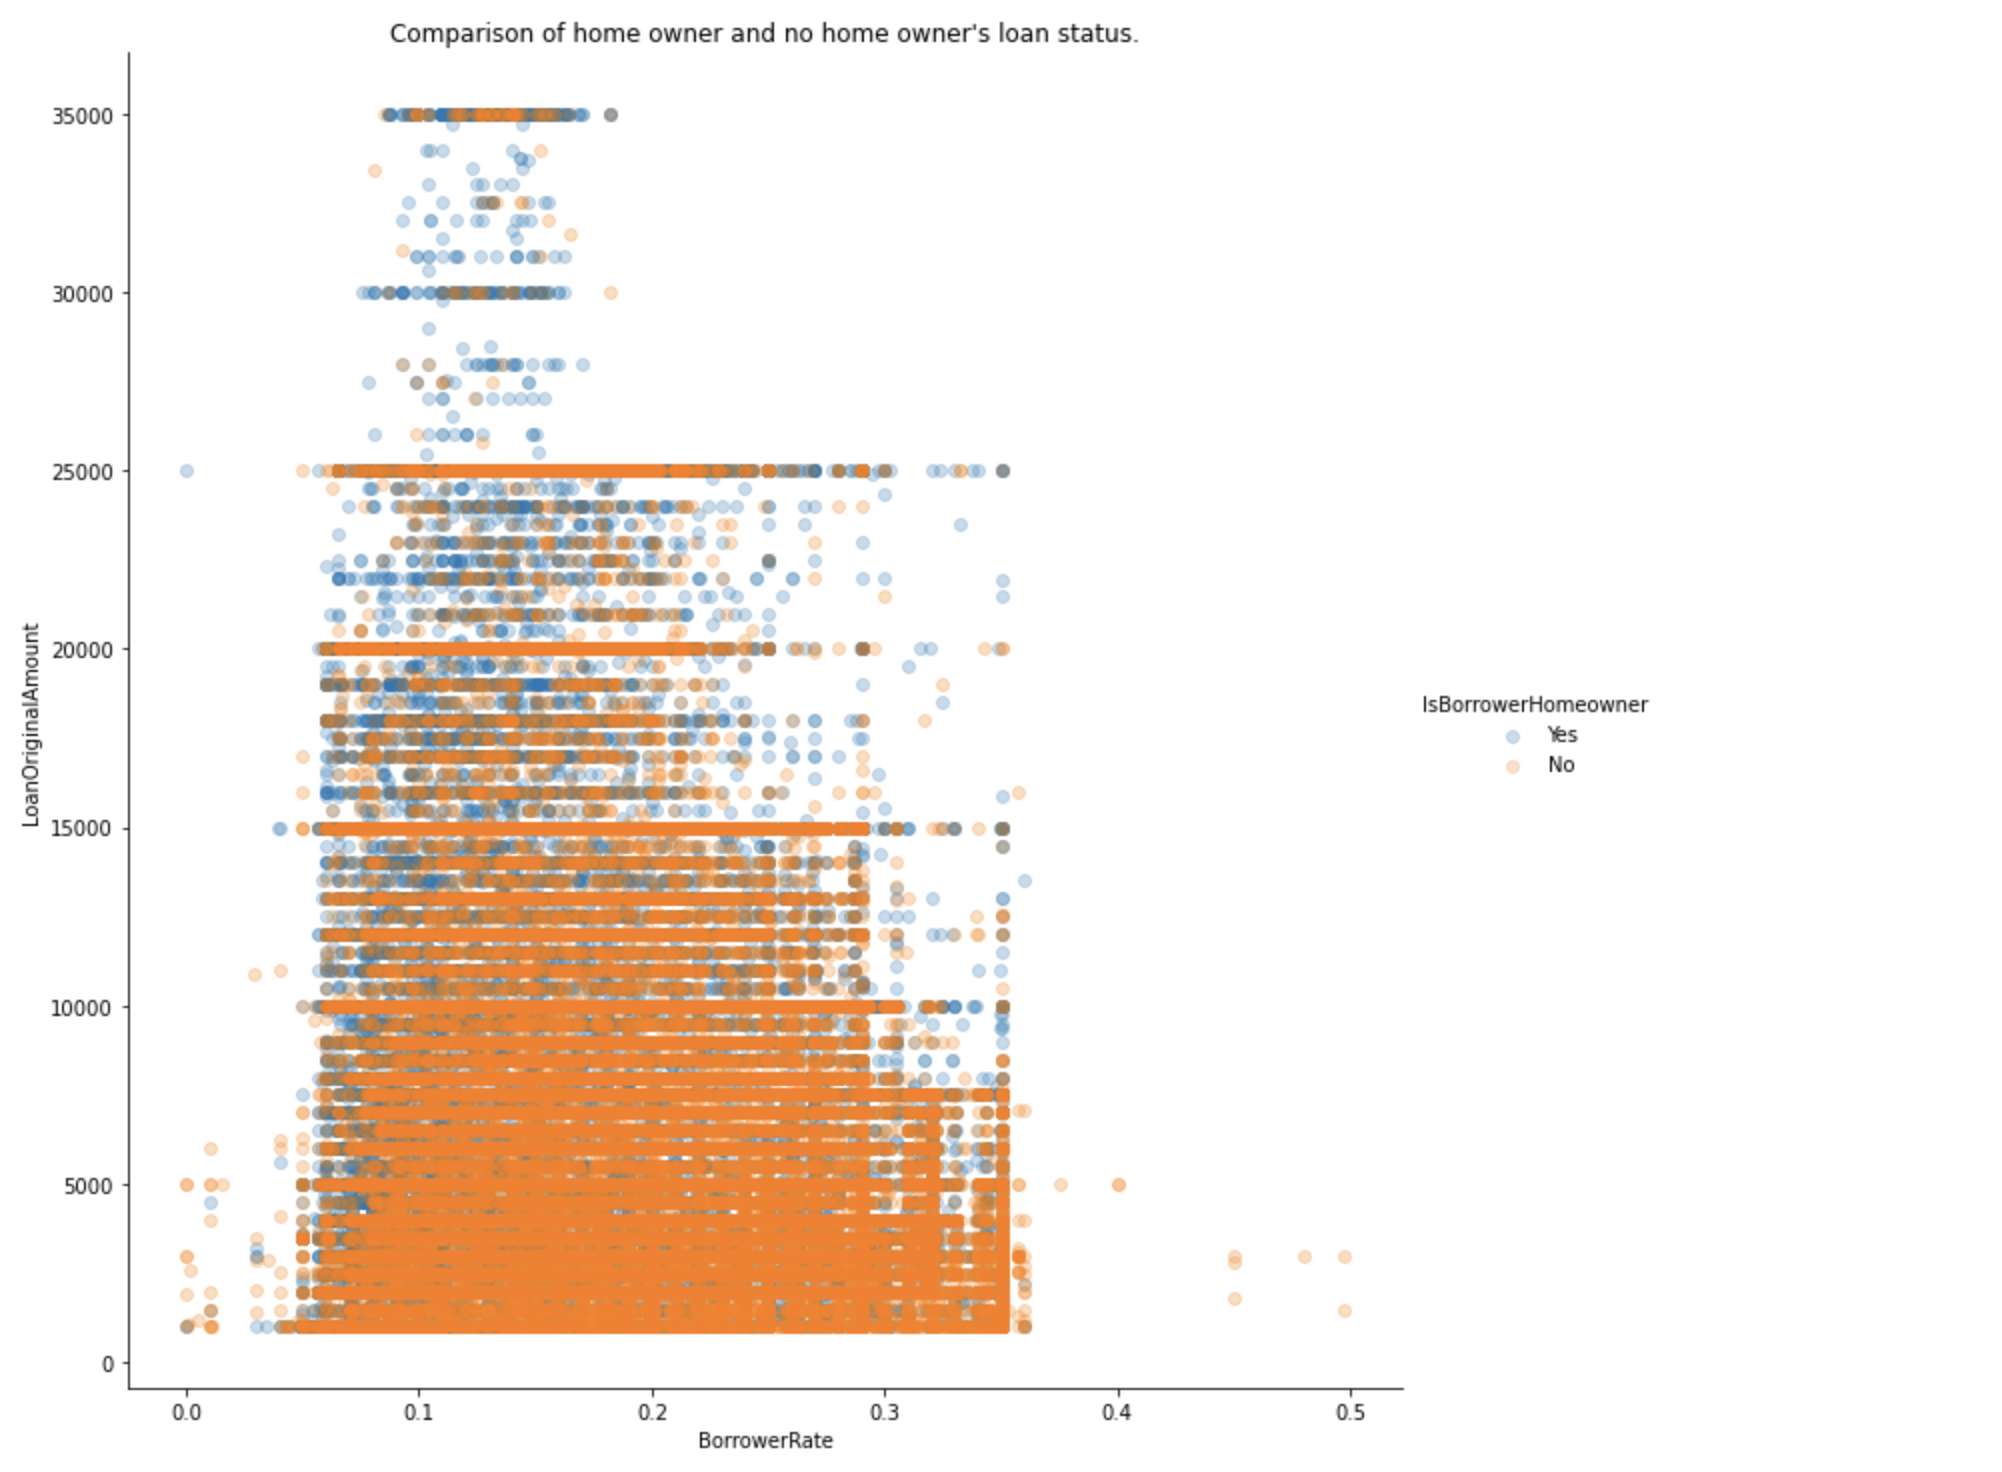 Comparison of home owner and no home owner's loan status.
35000
30000
25000
20000
15000
10000
5000
0
LoanOriginalAmount
0.0 0.1 0.2 0.3 0.4 0.5
BorrowerRate
IsBorrowerHomeowner
Yes
No